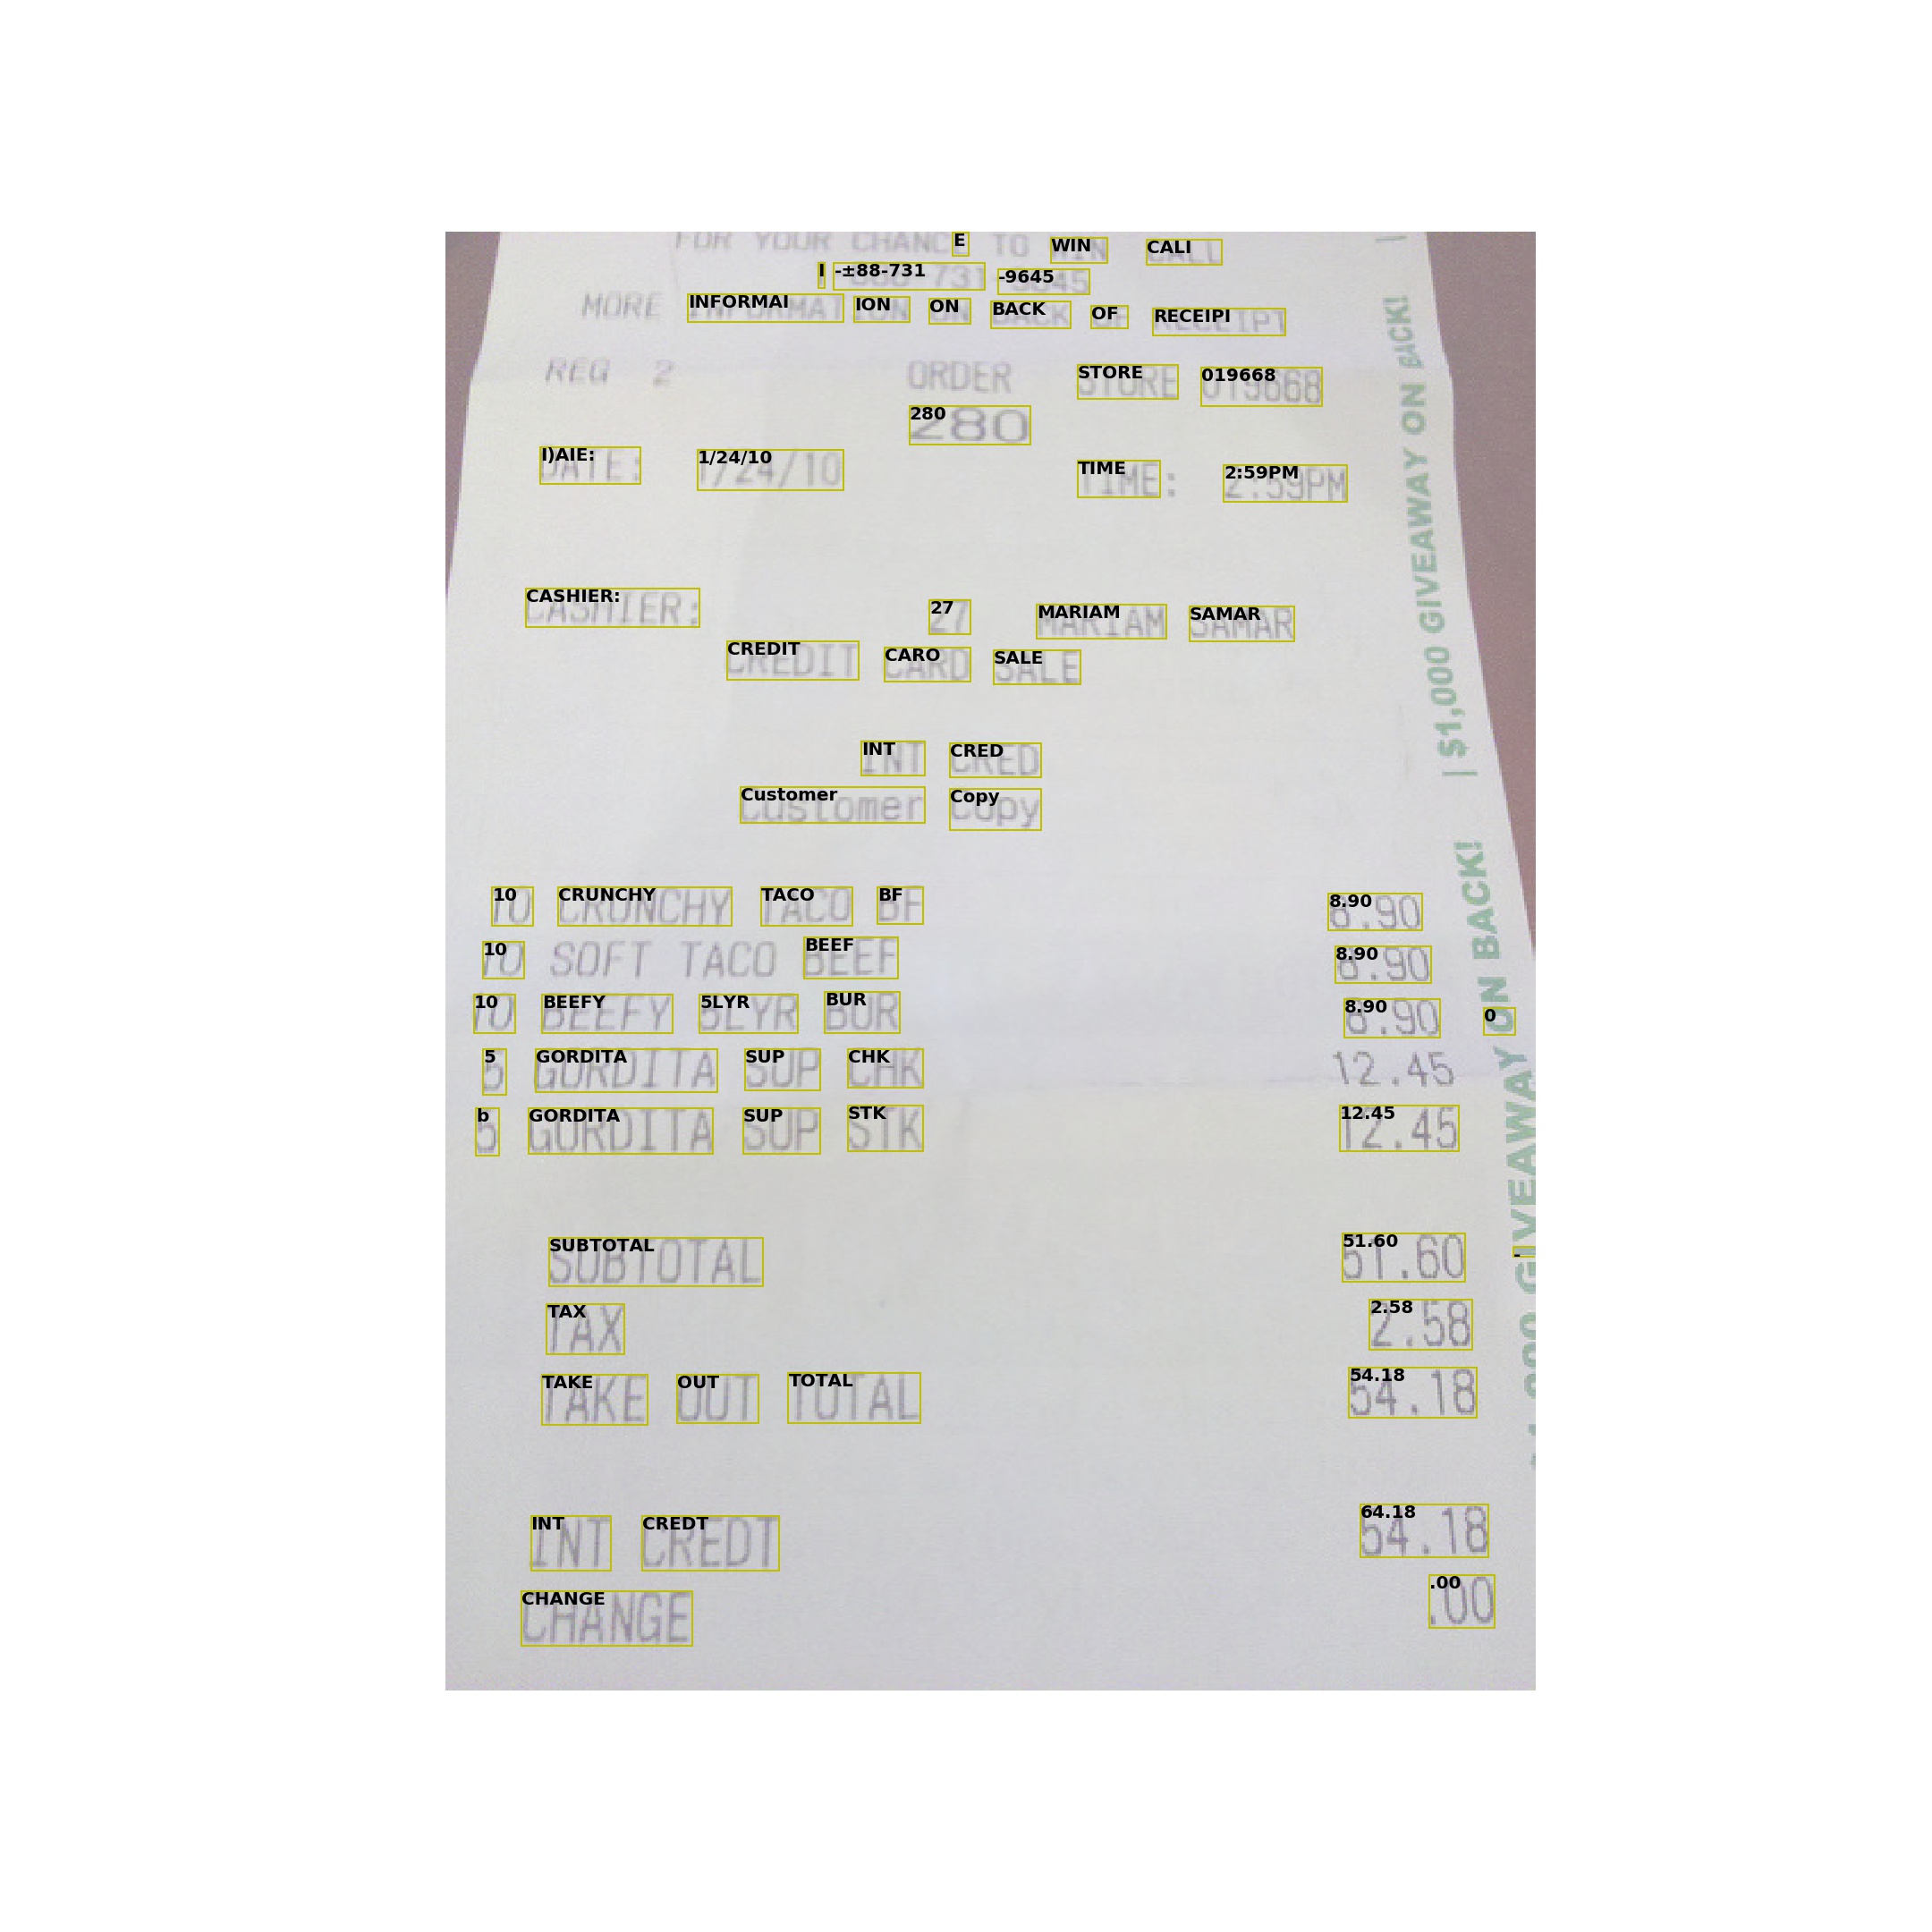 FOR YOUR CHANCE TO WIN CALL
731-9645
MORE INFORMATION ON BACK OF RECEIPT
REG 2 ORDER STORE 019668
280
DATE: 1/24/10 TIME: 2:59PM
CASHIER: 27 MARIAM SAMAR
CREDIT CARD SALE
INT CRED
Customer Copy
10 CRUNCHY TACO BF 8.90
10 SOFT TACO BEEF 8.90
10 BEEFY 5LYR BUR 8.90
5 GORDITA SUP CHK 12.45
5 GORDITA SUP STK 12.45
SUBTOTAL 51.60
TAX 2.58
TAKE OUT TOTAL 54.18
INT CREDT 54.18
CHANGE .00
| $1,000 GIVEAWAY ON BACK! |
GIVEAWAY ON BACK!